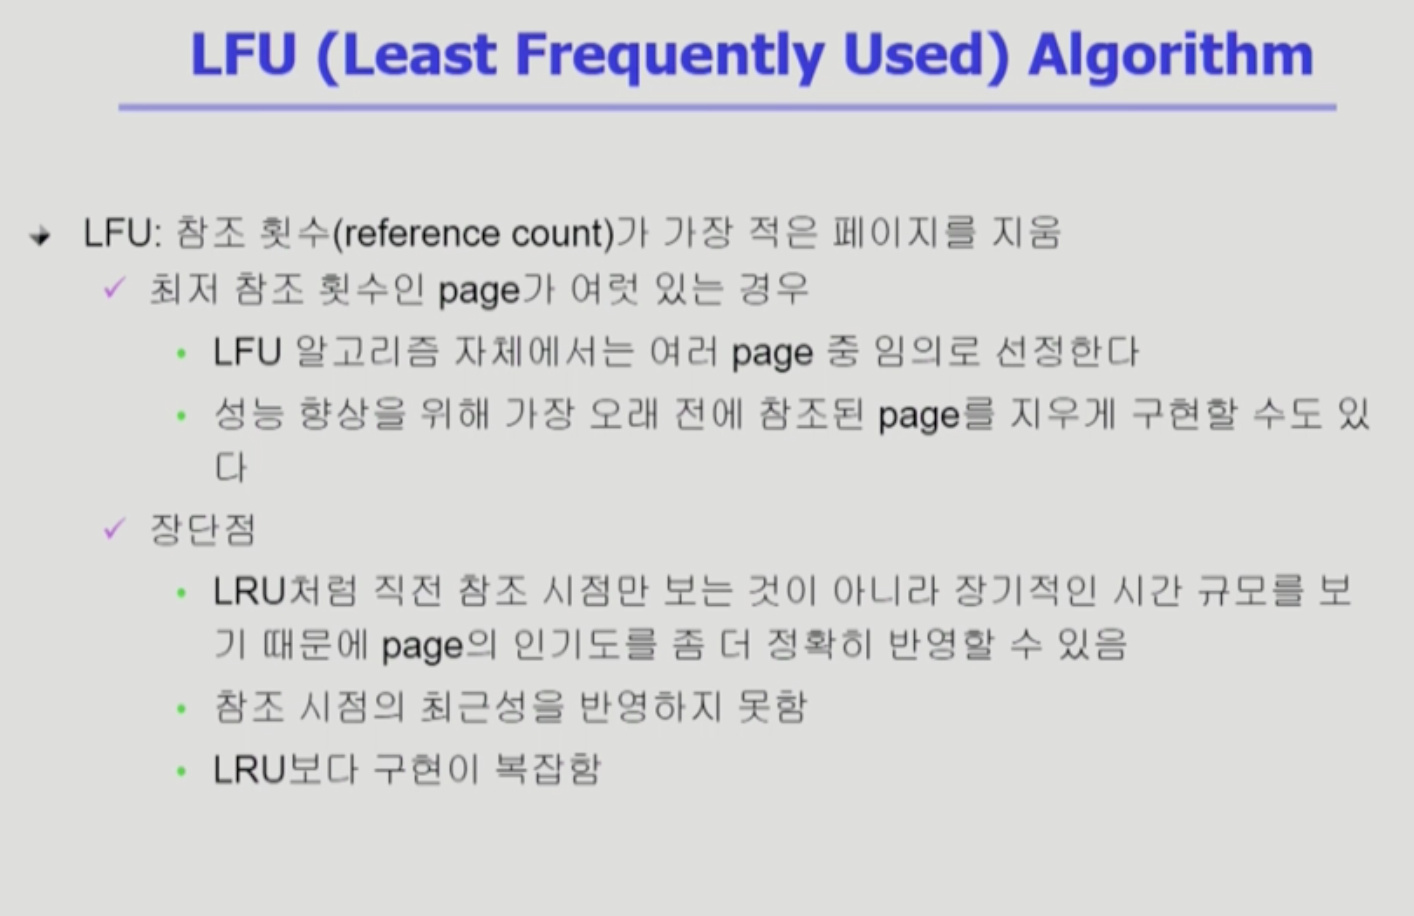 LFU (Least Frequently Used) Algorithm
LFU: 참조 횟수(reference count)가 가장 적은 페이지를 지움
최저 참조 횟수인 page가 여럿 있는 경우
LFU 알고리즘 자체에서는 여러 page 중 임의로 선정한다
성능 향상을 위해 가장 오래 전에 참조된 page를 지우게 구현할 수도 있
다
장단점
LRU처럼 직전 참조 시점만 보는 것이 아니라 장기적인 시간 규모를 보
기 때문에 page의 인기도를 좀 더 정확히 반영할 수 있음
참조 시점의 최근성을 반영하지 못함
LRU보다 구현이 복잡함